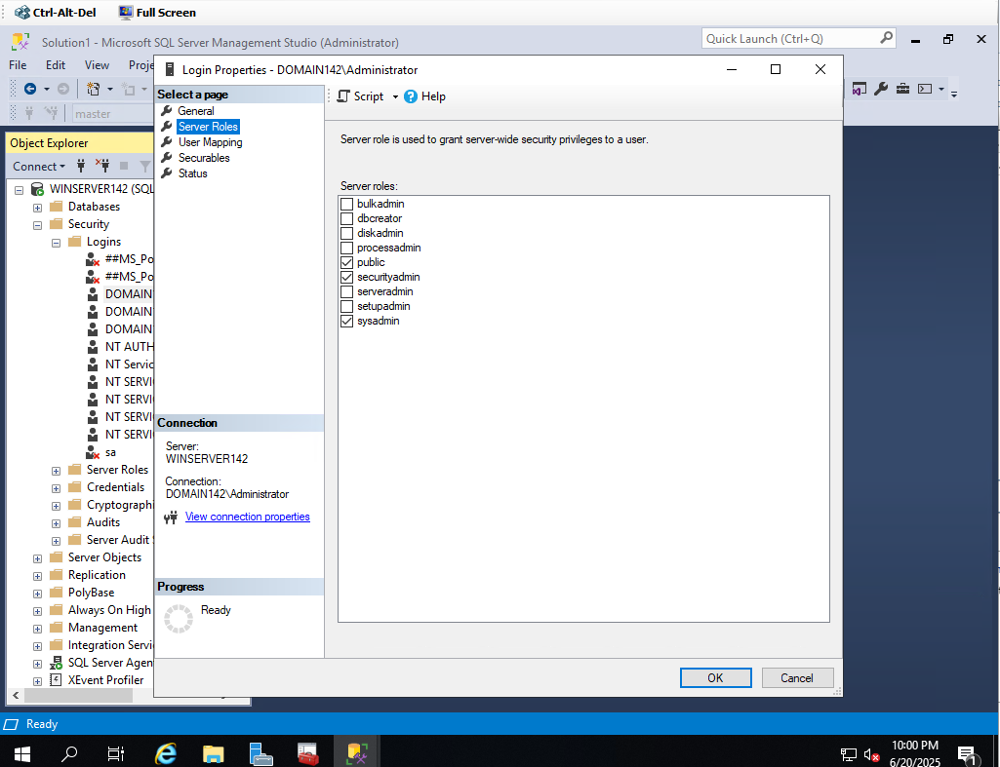 Ctrl-Alt-Del Full Screen
Solution1 - Microsoft SQL Server Management Studio (Administrator)
Quick Launch (Ctrl+Q)
File Edit View Proje
master
Object Explorer
Connect
WINSERVER142 (SQL
Databases
Security
Logins
##MS_Po
##MS_Po
DOMAIN
DOMAIN
DOMAIN
NT AUTH
NT Servic
NT SERVI
NT SERVI
NT SERVI
NT SERVI
sa
Server Roles
Credentials
Cryptographi
Audits
Server Audit S
Server Objects
Replication
PolyBase
Always On High
Management
Integration Servi
SQL Server Agen
XEvent Profiler
Login Properties - DOMAIN142\Administrator
Select a page
General
Server Roles
User Mapping
Securables
Status
Connection
Server:
WINSERVER142
Connection:
DOMAIN142\Administrator
View connection properties
Progress
Ready
Script Help
Server role is used to grant server-wide security privileges to a user.
Server roles:
bulkadmin
dbcreator
diskadmin
processadmin
public
securityadmin
serveradmin
setupadmin
sysadmin
OK Cancel
Ready
10:00 PM
6/20/2025
1